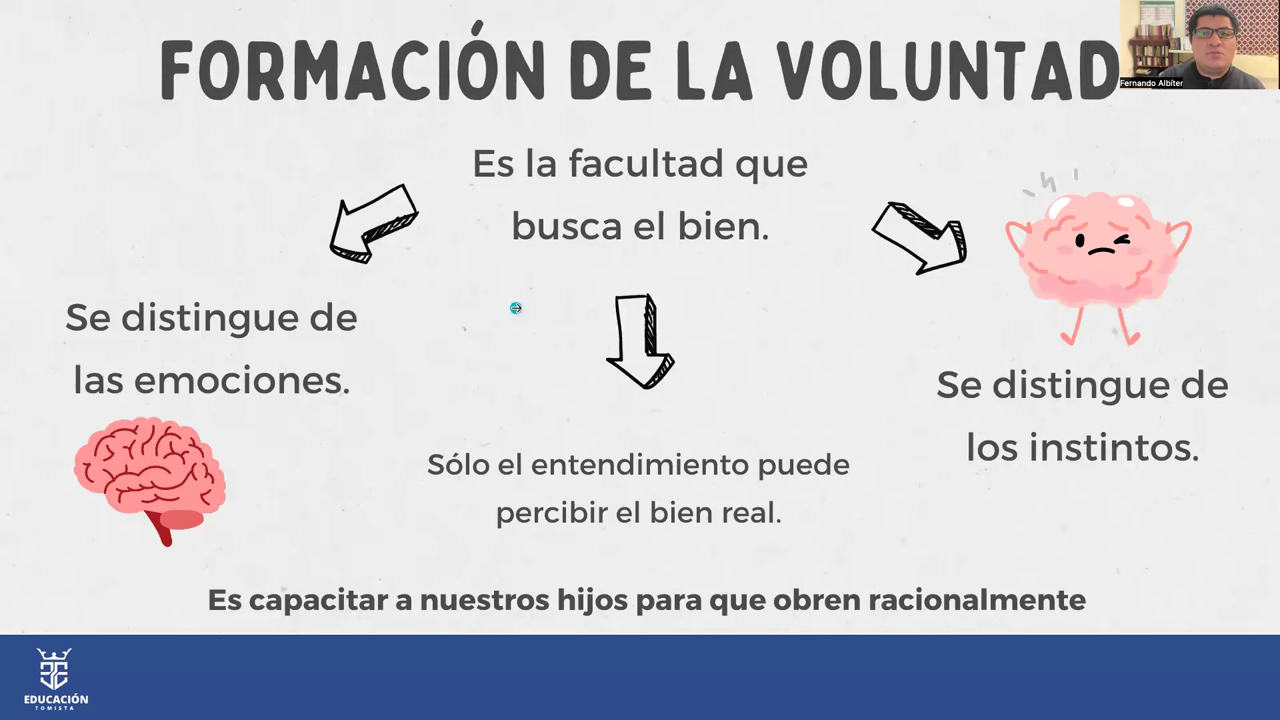 FORMACIÓN DE LA VOLUNTAD
Fernando Albíter
Es la facultad que
busca el bien.
Se distingue de
las emociones.
Sólo el entendimiento puede
percibir el bien real.
Se distingue de
los instintos.
Es capacitar a nuestros hijos para que obren racionalmente
EDUCACIÓN
TOMISTA